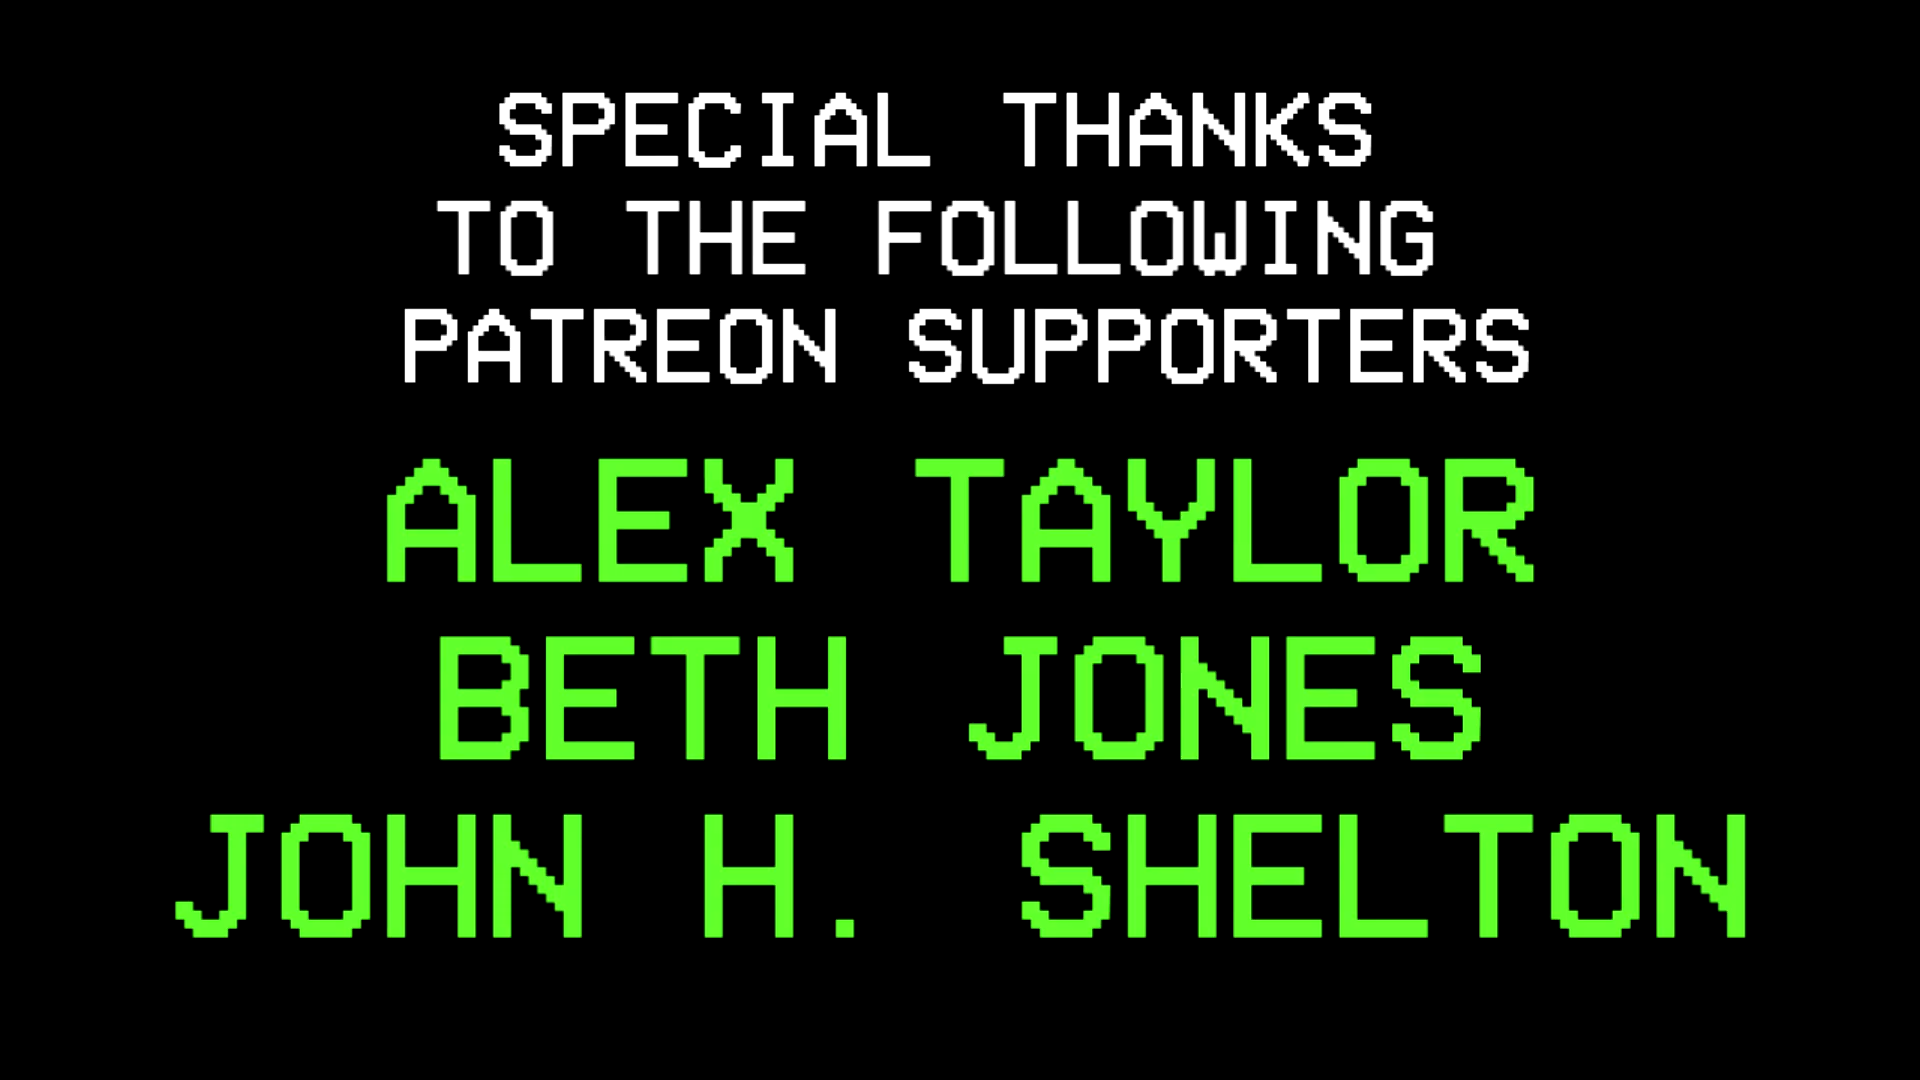 SPECIAL THANKS
TO THE FOLLOWING
PATREON SUPPORTERS
ALEX TAYLOR
BETH JONES
JOHN H. SHELTON